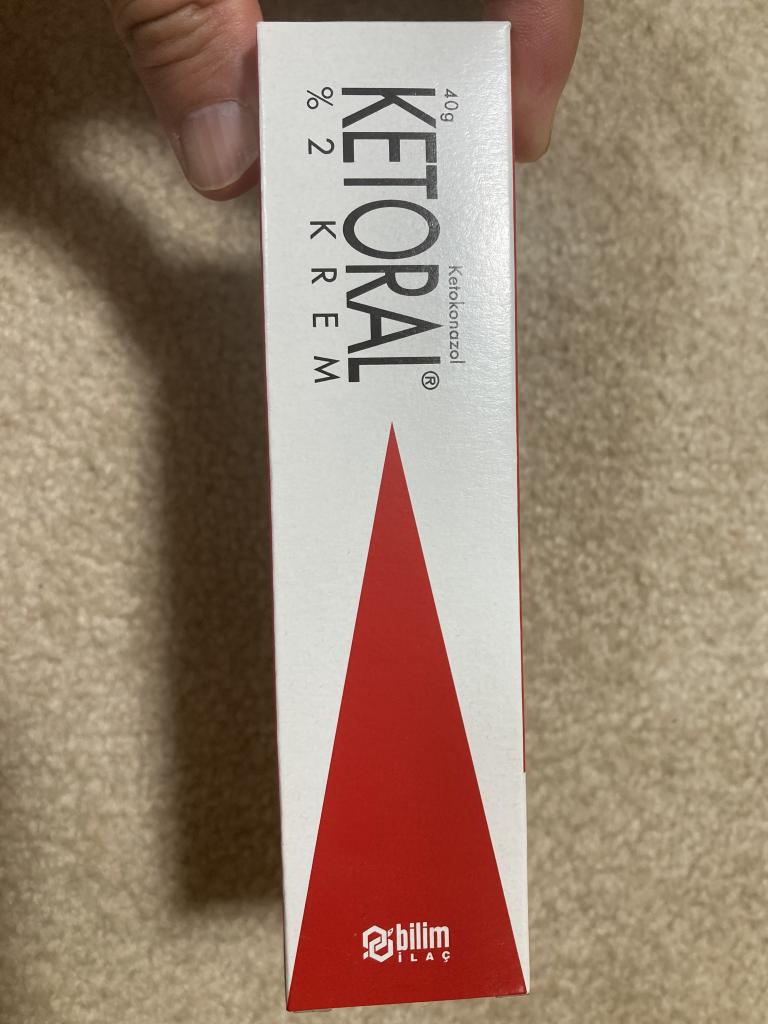 40g
Ketokonazol
KETORAL®
%2 KREM
bilim
İLAÇ